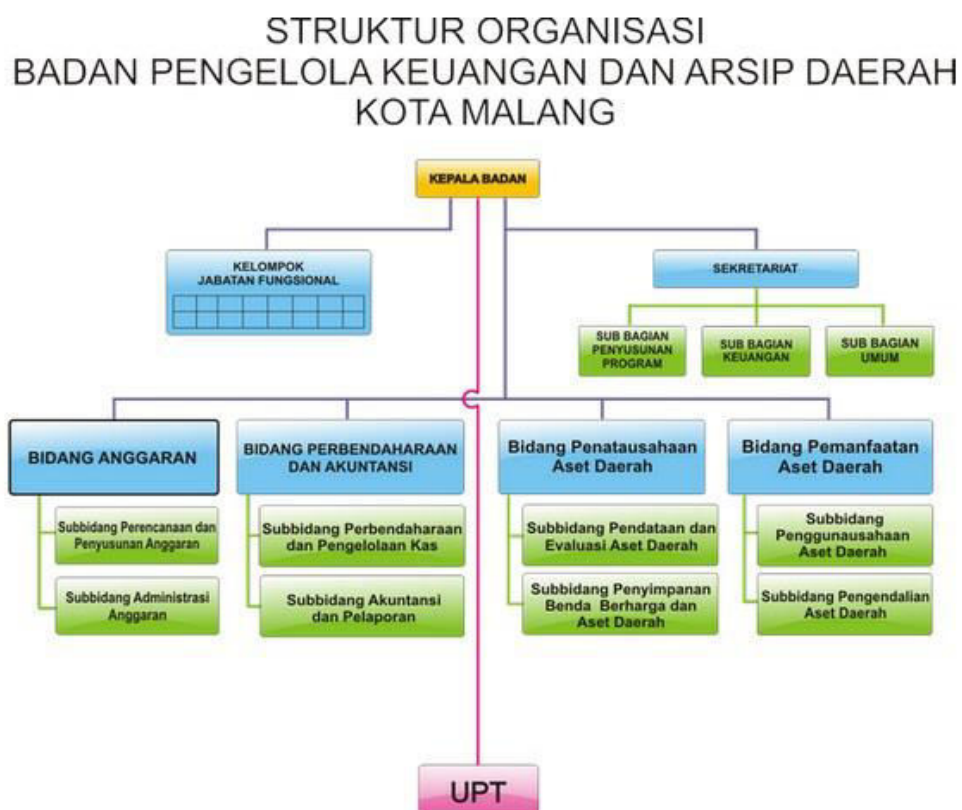 STRUKTUR ORGANISASI
BADAN PENGELOLA KEUANGAN DAN ARSIP DAERAH
KOTA MALANG
KEPALA BADAN
KELOMPOK
JABATAN FUNGSIONAL
SEKRETARIAT
SUB BAGIAN
PENYUSUNAN
PROGRAM
SUB BAGIAN
KEUANGAN
SUB BAGIAN
UMUM
BIDANG ANGGARAN
BIDANG PERBENDAHARAAN
DAN AKUNTANSI
Bidang Penatausahaan
Aset Daerah
Bidang Pemanfaatan
Aset Daerah
Subbidang Perencanaan dan
Penyusunan Anggaran
Subbidang Perbendaharaan
dan Pengelolaan Kas
Subbidang Pendataan dan
Evaluasi Aset Daerah
Subbidang
Penggunausahaan
Aset Daerah
Subbidang Administrasi
Anggaran
Subbidang Akuntansi
dan Pelaporan
Subbidang Penyimpanan
Benda Berharga dan
Aset Daerah
Subbidang Pengendalian
Aset Daerah
UPT